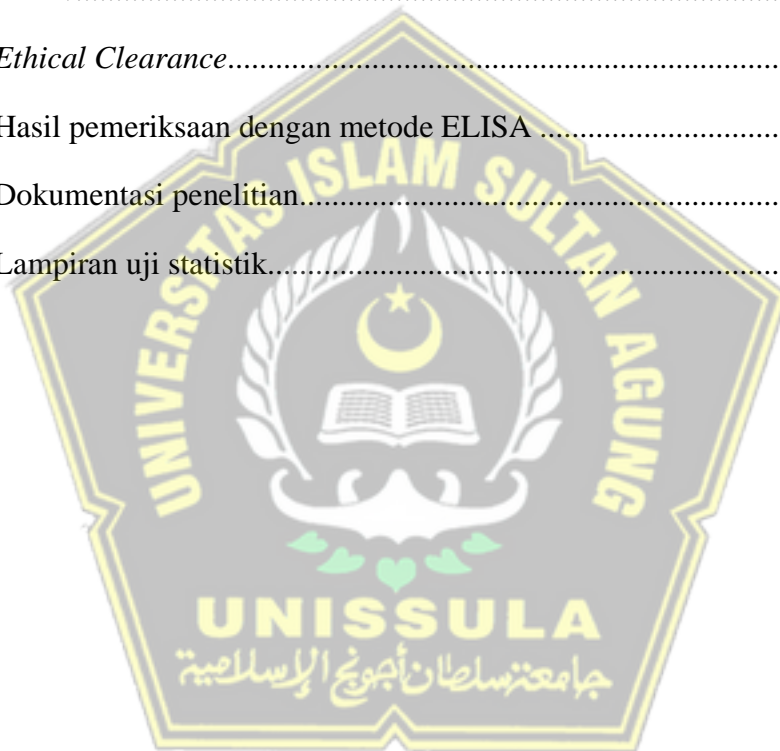 Ethical Clearance......................................................................
Hasil pemeriksaan dengan metode ELISA ..............................
Dokumentasi penelitian............................................................
Lampiran uji statistik................................................................
UNIVERSITAS ISLAM SULTAN AGUNG
UNISSULA
جامعة سلطان أجونج الإسلامية